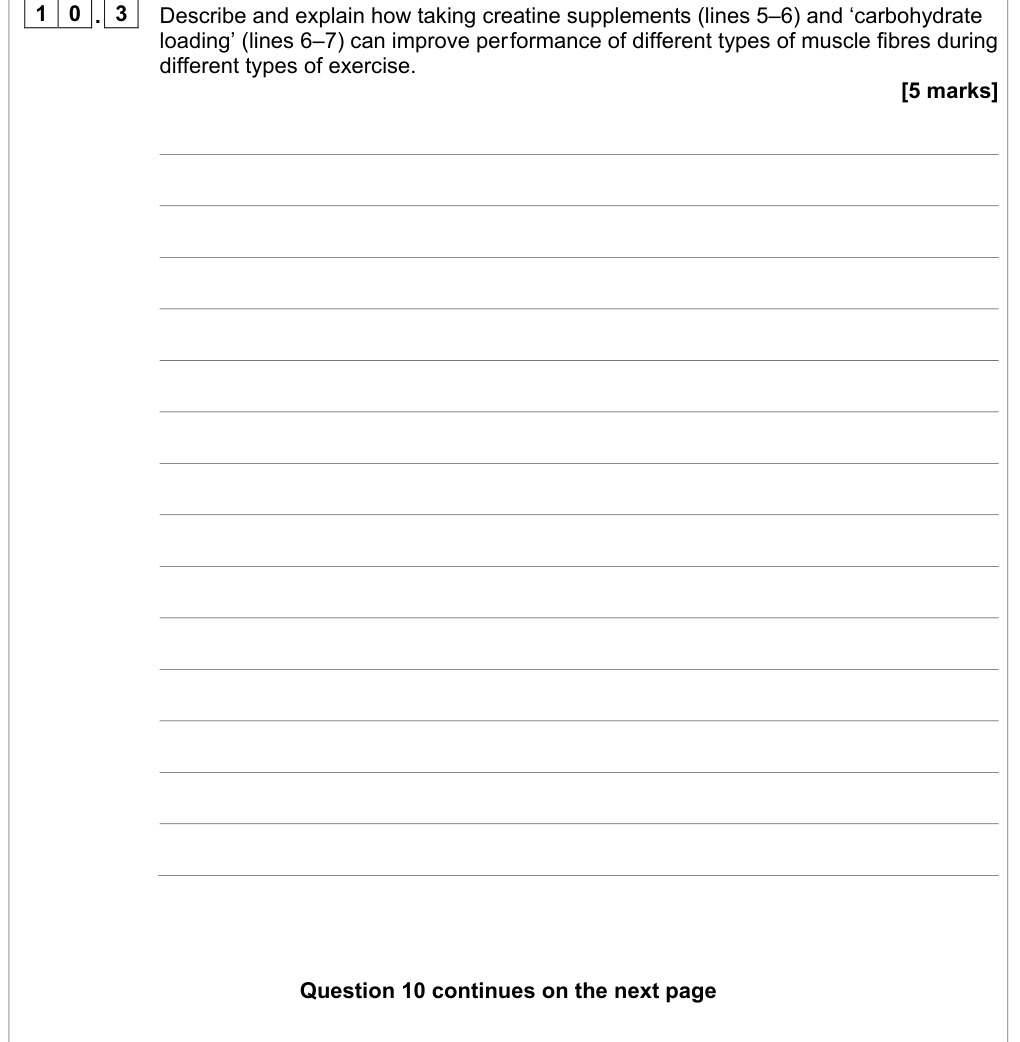 10.3 Describe and explain how taking creatine supplements (lines 5–6) and ‘carbohydrate
loading’ (lines 6–7) can improve performance of different types of muscle fibres during
different types of exercise.
[5 marks]
Question 10 continues on the next page